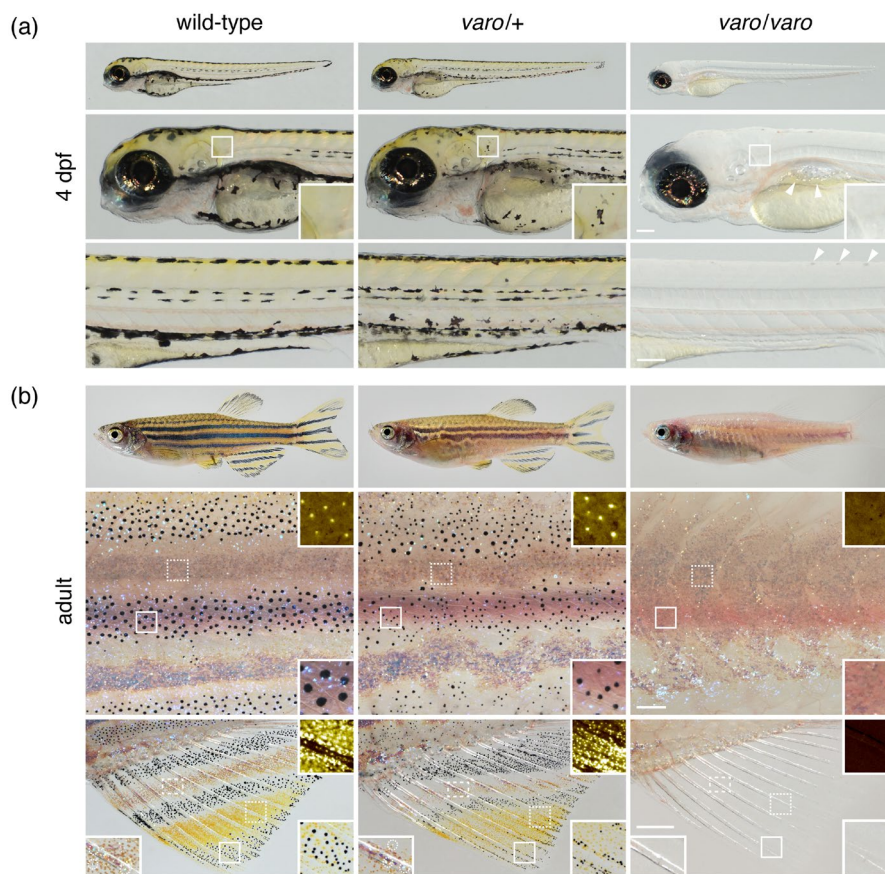 (a)
wild-type
varo/+
varo/varo
4 dpf
(b)
adult